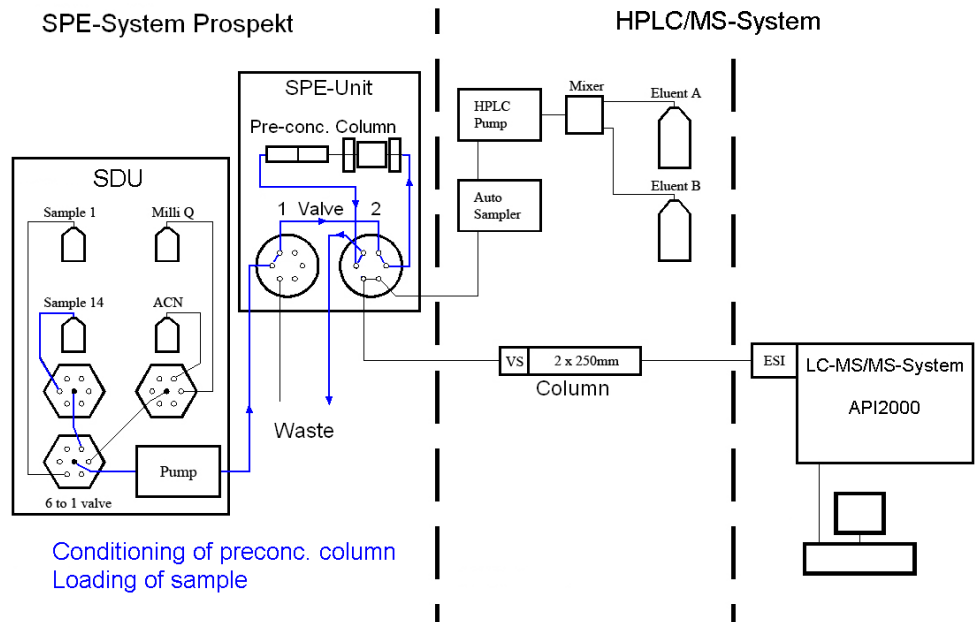 SPE-System Prospekt
HPLC/MS-System
SPE-Unit
Pre-conc. Column
1 Valve 2
SDU
Sample 1
Milli Q
Sample 14
ACN
6 to 1 valve
Pump
Waste
HPLC
Pump
Mixer
Eluent A
Auto
Sampler
Eluent B
VS
2 x 250mm
Column
ESI
LC-MS/MS-System
API2000
Conditioning of preconc. column
Loading of sample